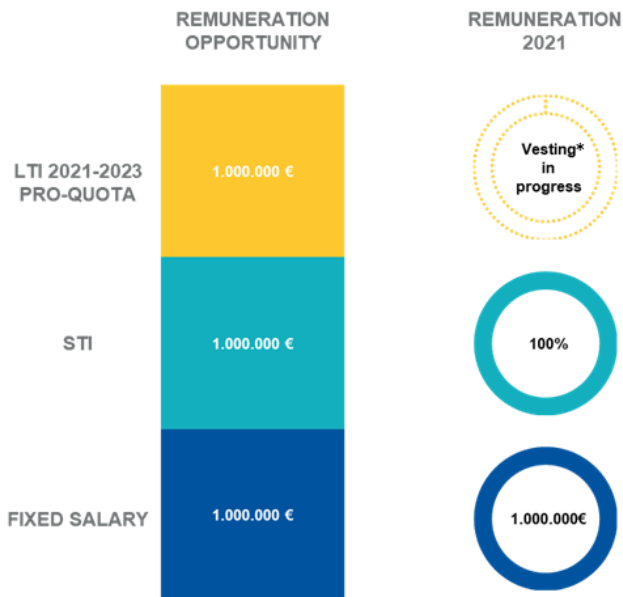 REMUNERATION
OPPORTUNITY
REMUNERATION
2021
LTI 2021-2023
PRO-QUOTA
1.000.000 €
Vesting*
in
progress
STI
1.000.000 €
100%
FIXED SALARY
1.000.000 €
1.000.000€